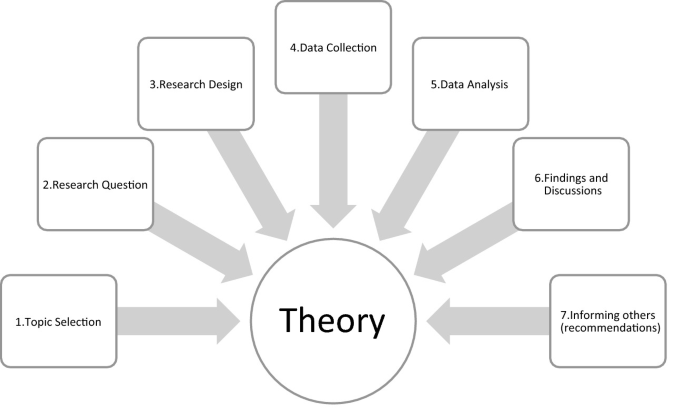 1.Topic Selection
2.Research Question
3.Research Design
4.Data Collection
5.Data Analysis
6.Findings and
Discussions
7.Informing others
(recommendations)
Theory